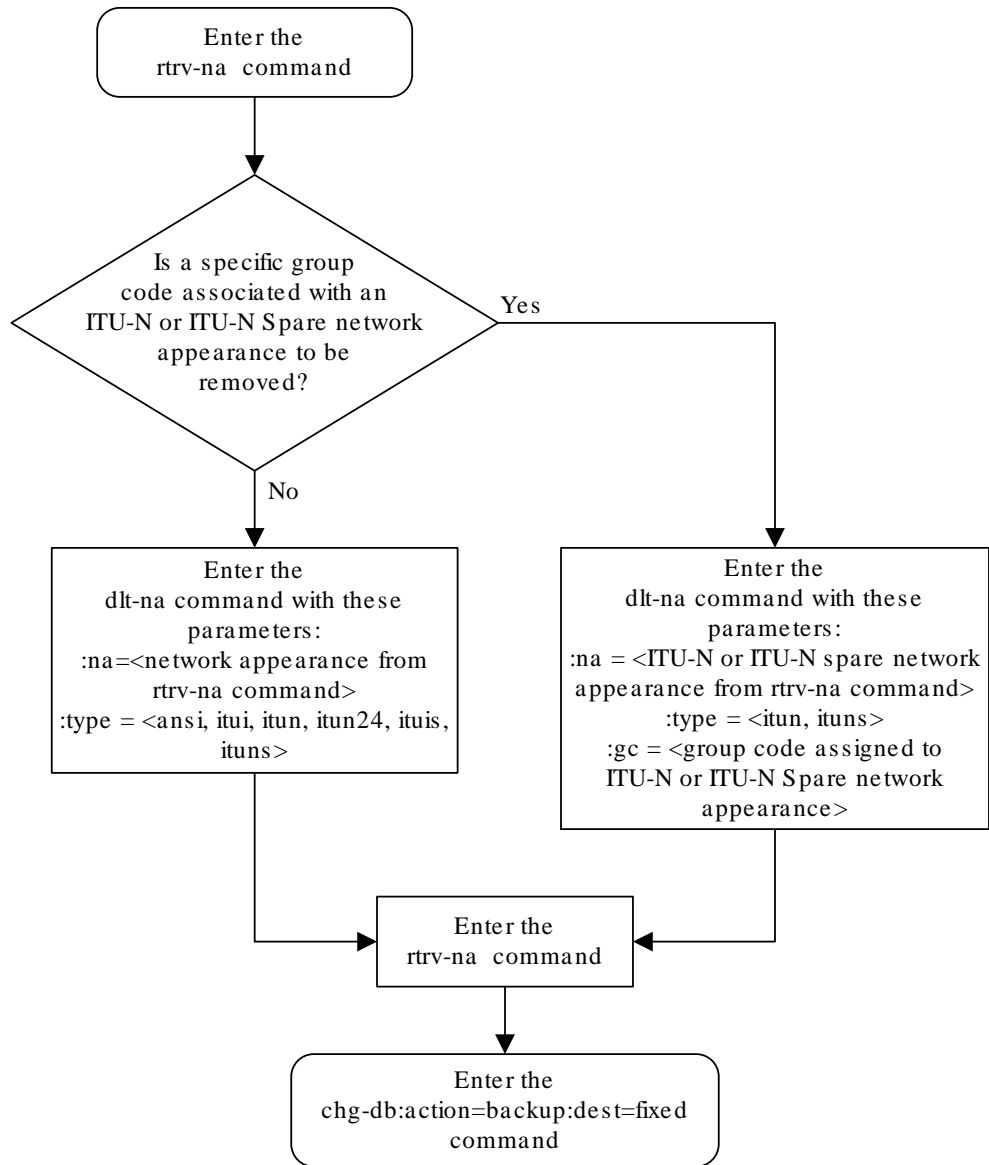 Enter the
rtrv-na command
Is a specific group
code associated with an
ITU-N or ITU-N Spare network
appearance to be
removed?
Yes
No
Enter the
dlt-na command with these
parameters:
:na=<network appearance from
rtrv-na command>
:type = <ansi, itui, itun, itun24, ituis,
ituns>
Enter the
dlt-na command with these
parameters:
:na = <ITU-N or ITU-N spare network
appearance from rtrv-na command>
:type = <itun, ituns>
:gc = <group code assigned to
ITU-N or ITU-N Spare network
appearance>
Enter the
rtrv-na command
Enter the
chg-db:action=backup:dest=fixed
command